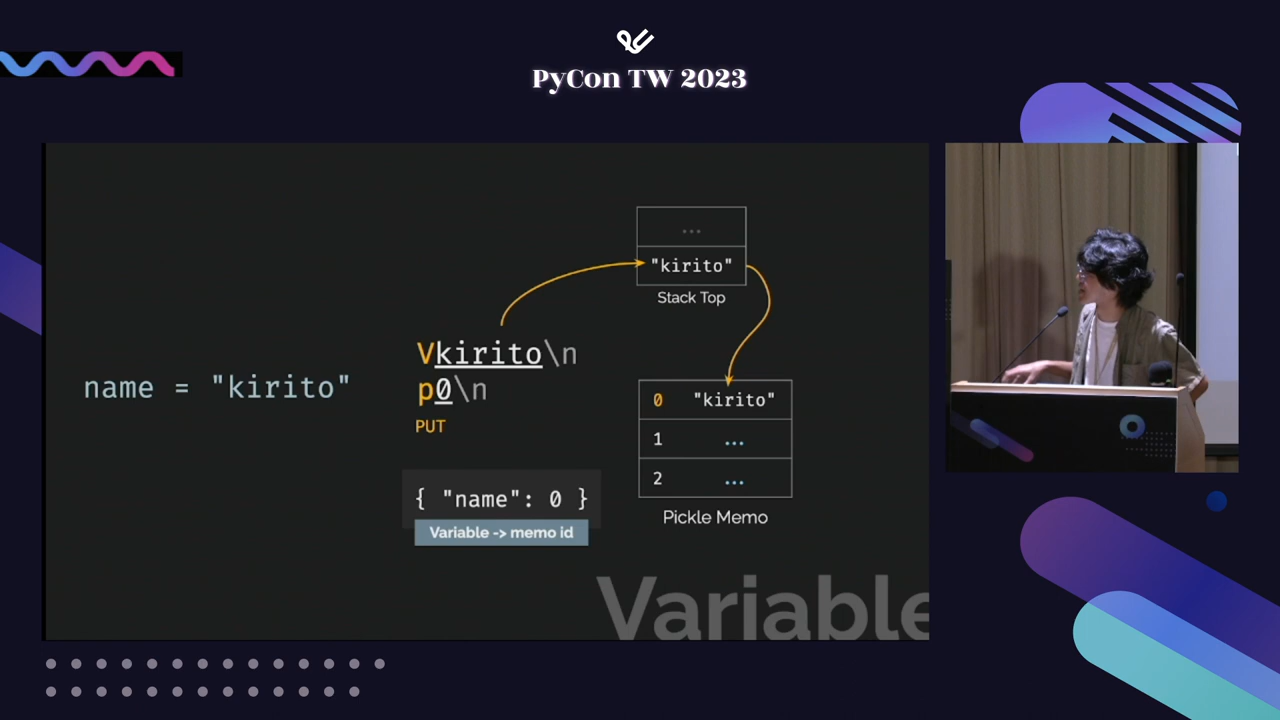 PyCon TW 2023
name = "kirito"
Vkirito\n
p0\n
PUT
{ "name": 0 }
Variable -> memo id
...
"kirito"
Stack Top
0 "kirito"
1 ...
2 ...
Pickle Memo
Variable